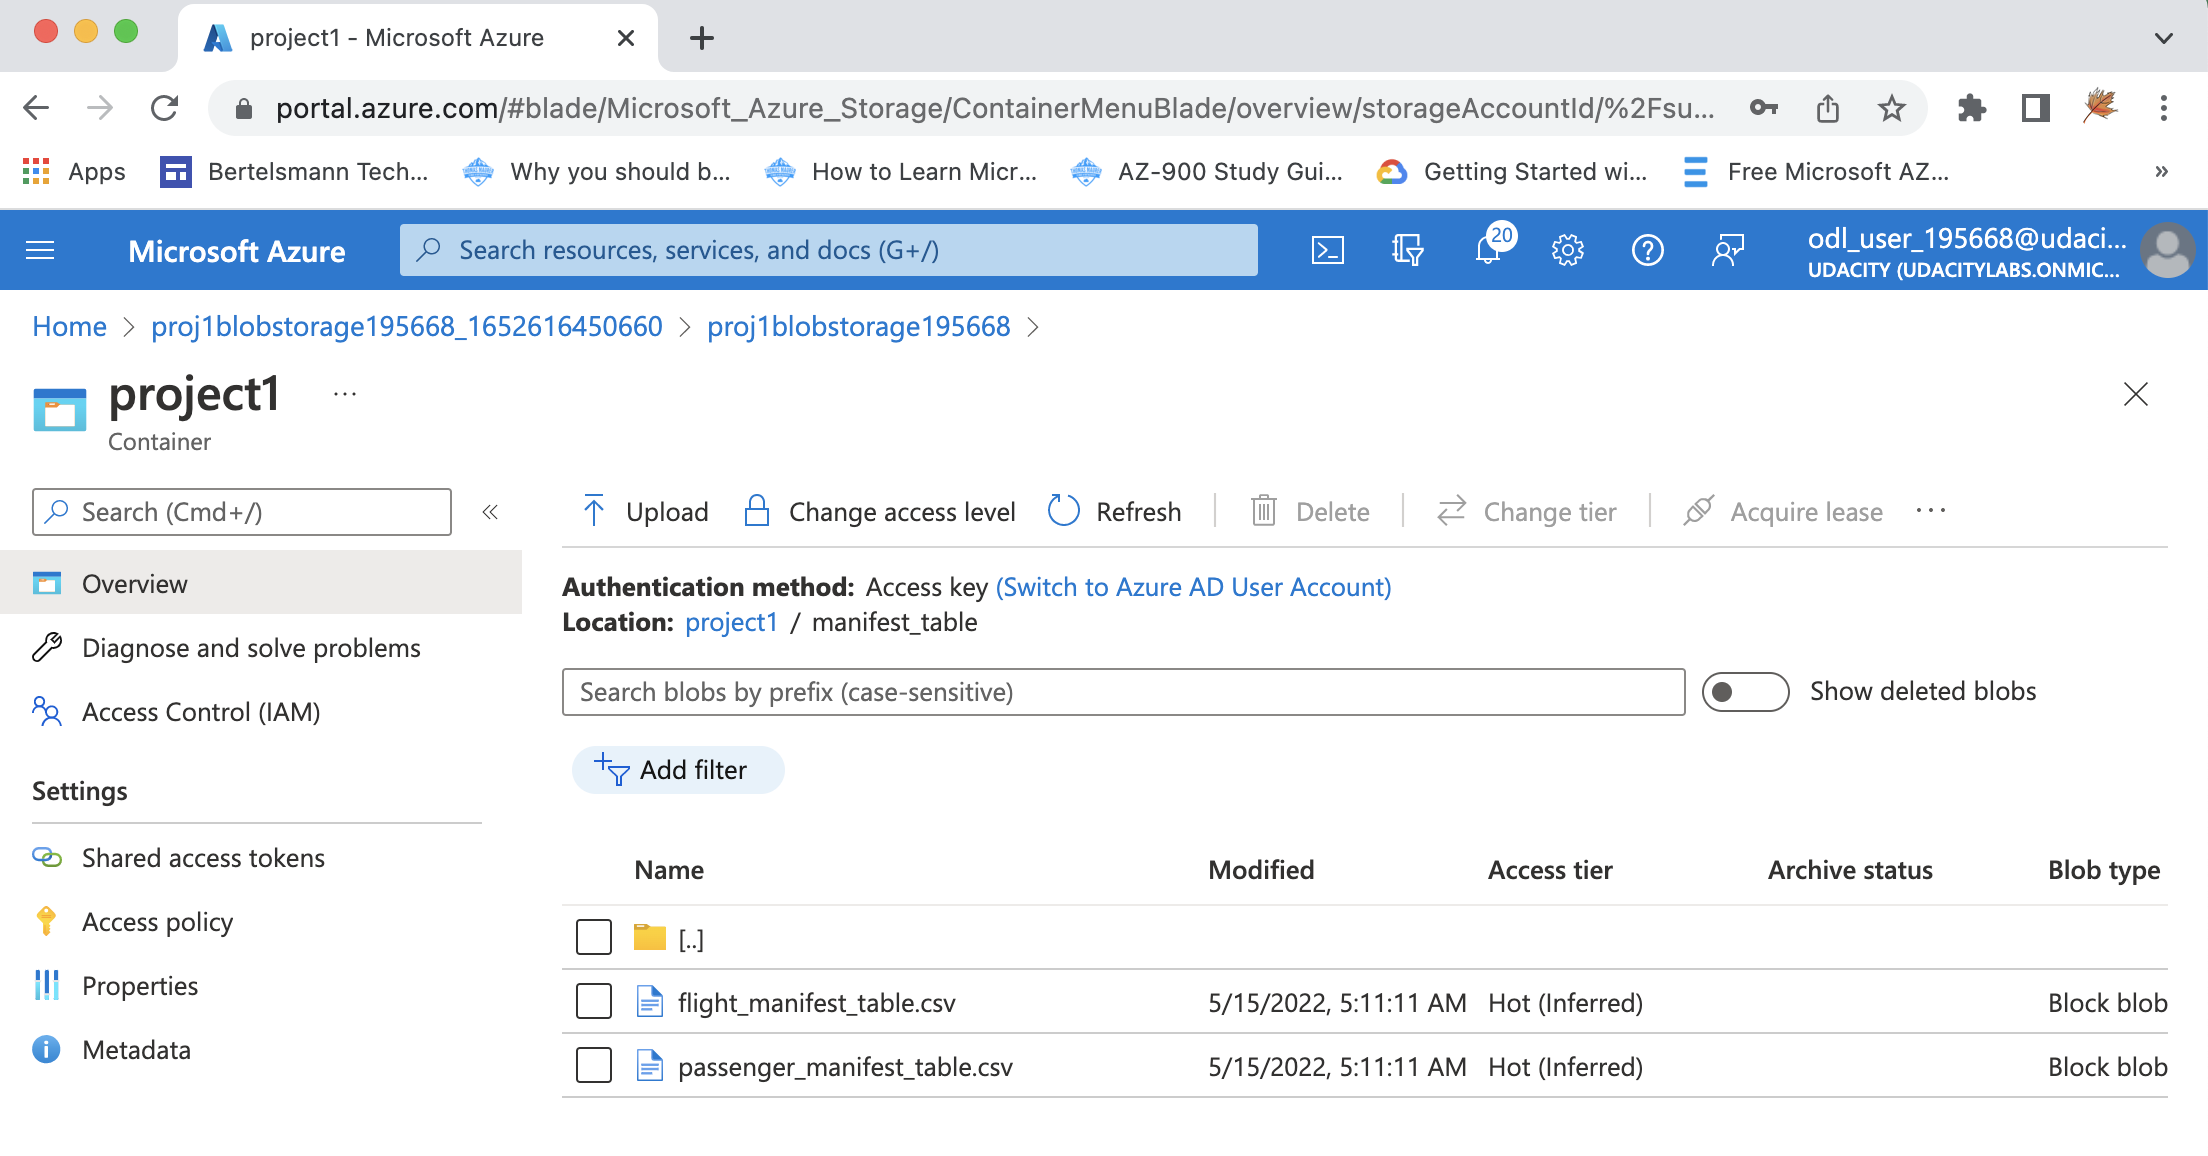 project1 - Microsoft Azure
portal.azure.com/#blade/Microsoft_Azure_Storage/ContainerMenuBlade/overview/storageAccountId/%2Fsu...
Apps Bertelsmann Tech... Why you should b... How to Learn Micr... AZ-900 Study Gui... Getting Started wi... Free Microsoft AZ... »
Microsoft Azure Search resources, services, and docs (G+/) 20 odl_user_195668@udaci...
UDACITY (UDACITYLABS.ONMIC...
Home > proj1blobstorage195668_1652616450660 > proj1blobstorage195668 >
project1 ...
Container
Search (Cmd+/) «
Upload Change access level Refresh Delete Change tier Acquire lease ...
Overview
Diagnose and solve problems
Access Control (IAM)
Settings
Shared access tokens
Access policy
Properties
Metadata
Authentication method: Access key (Switch to Azure AD User Account)
Location: project1 / manifest_table
Search blobs by prefix (case-sensitive) Show deleted blobs
Add filter
Name Modified Access tier Archive status Blob type
[..]
flight_manifest_table.csv 5/15/2022, 5:11:11 AM Hot (Inferred) Block blob
passenger_manifest_table.csv 5/15/2022, 5:11:11 AM Hot (Inferred) Block blob